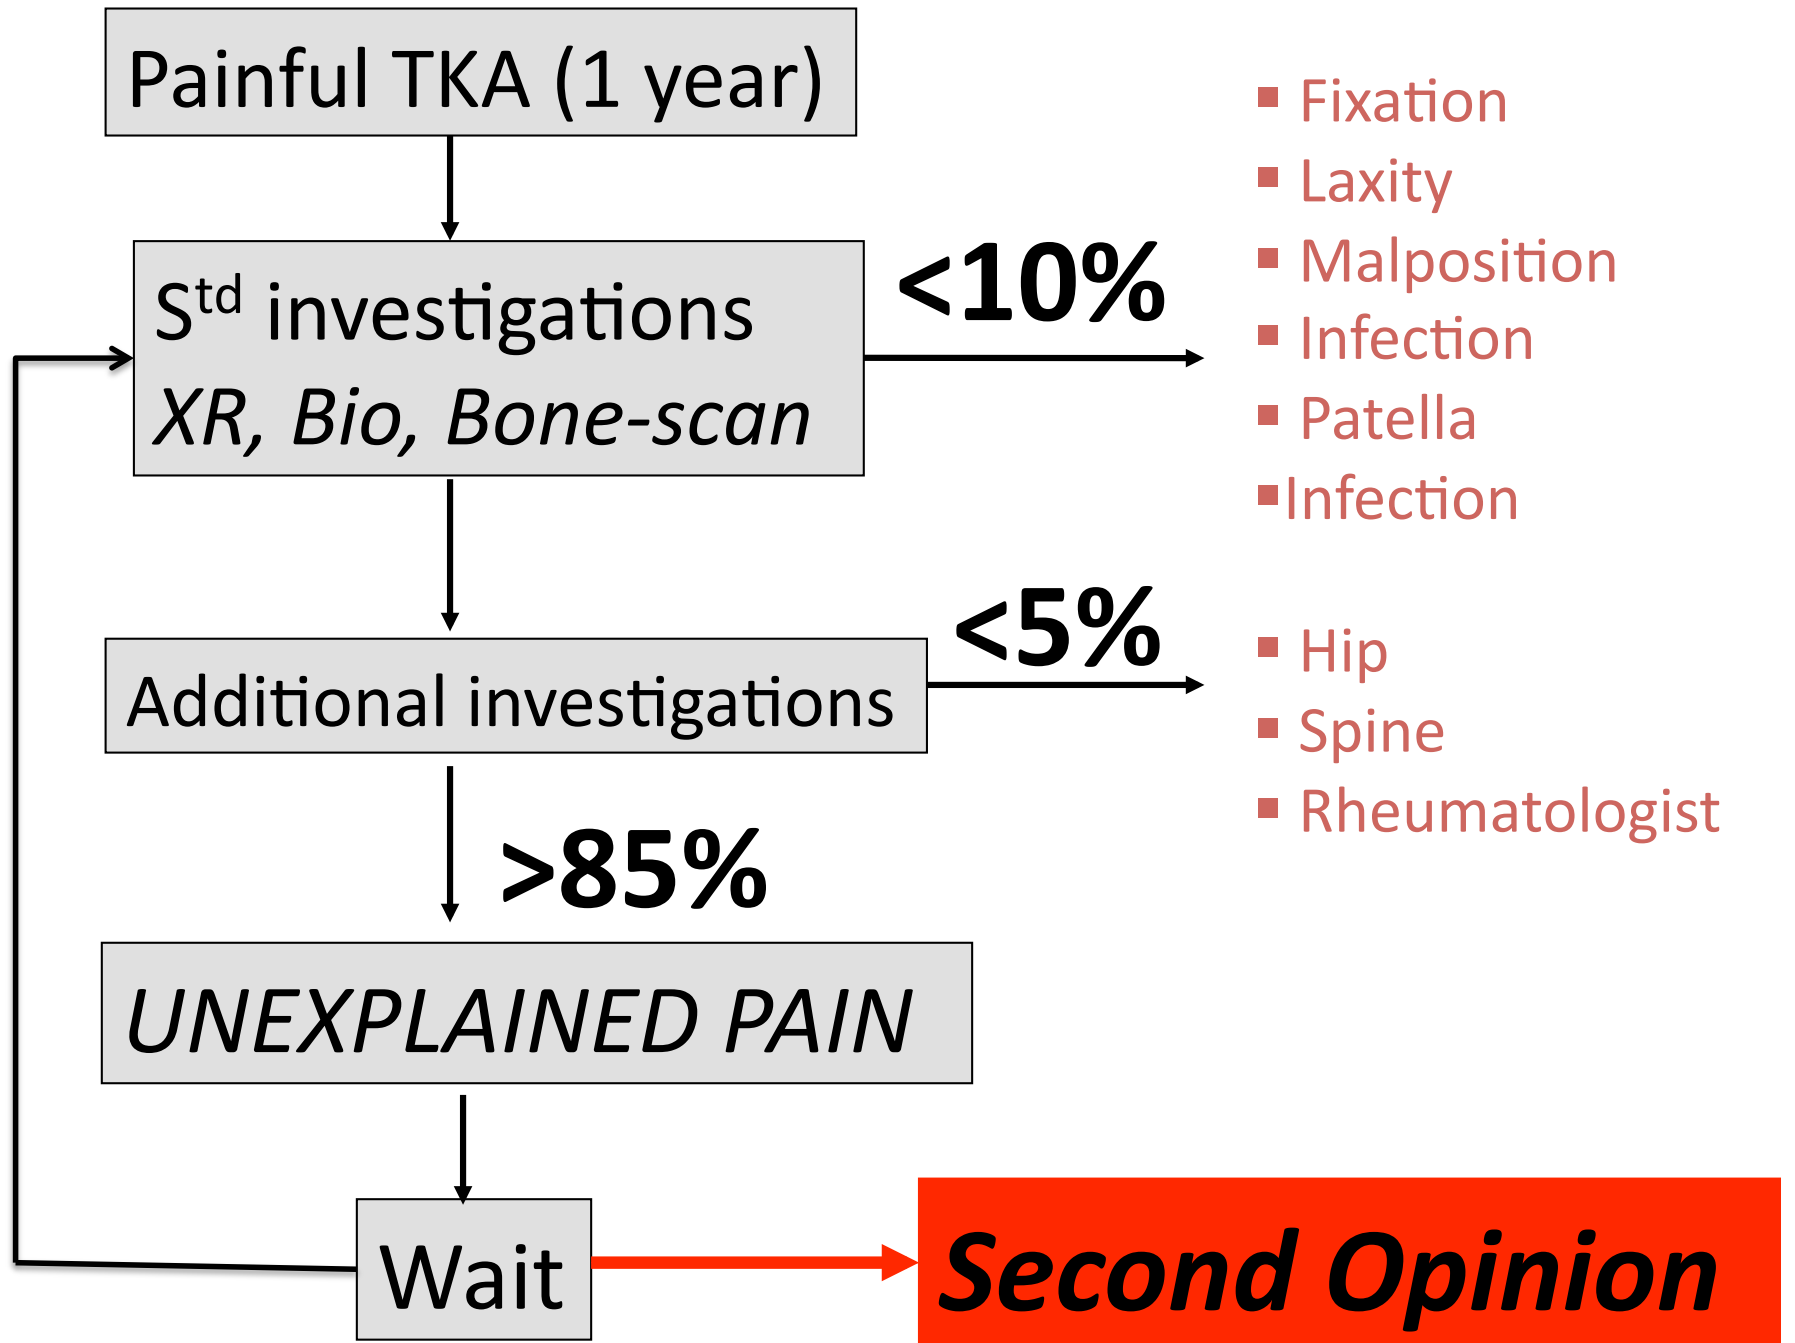 Painful TKA (1 year)
Std investigations
XR, Bio, Bone-scan
<10%
▪ Fixation
▪ Laxity
▪ Malposition
▪ Infection
▪ Patella
▪Infection
Additional investigations
<5%
▪ Hip
▪ Spine
▪ Rheumatologist
>85%
UNEXPLAINED PAIN
Wait
Second Opinion